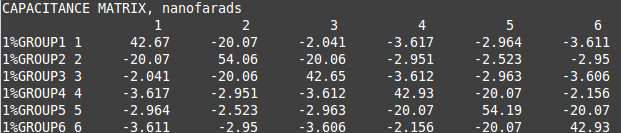 CAPACITANCE MATRIX, nanofarads
1 2 3 4 5 6
1%GROUP1 1 42.67 -20.07 -2.041 -3.617 -2.964 -3.611
1%GROUP2 2 -20.07 54.06 -20.06 -2.951 -2.523 -2.95
1%GROUP3 3 -2.041 -20.06 42.65 -3.612 -2.963 -3.606
1%GROUP4 4 -3.617 -2.951 -3.612 42.93 -20.07 -2.156
1%GROUP5 5 -2.964 -2.523 -2.963 -20.07 54.19 -20.07
1%GROUP6 6 -3.611 -2.95 -3.606 -2.156 -20.07 42.93